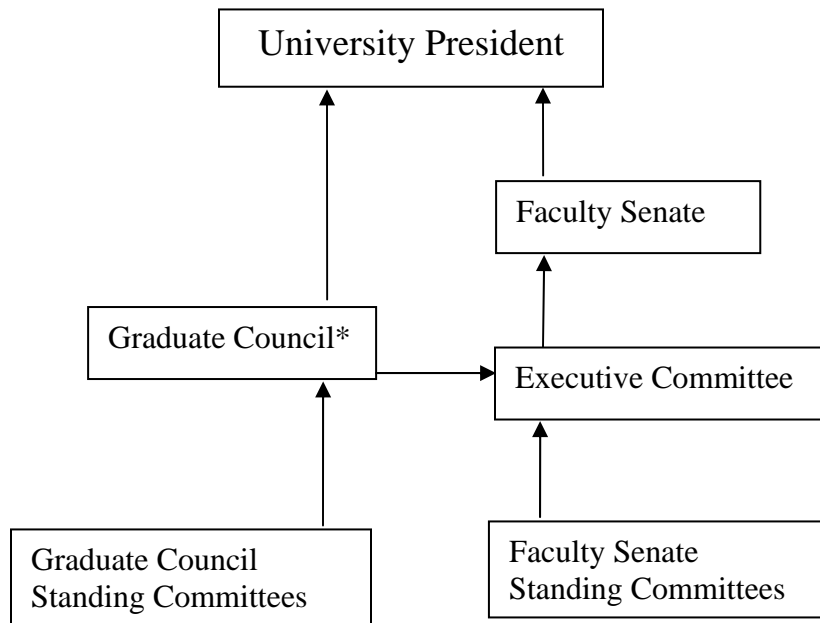 University President
Faculty Senate
Graduate Council*
Executive Committee
Graduate Council
Standing Committees
Faculty Senate
Standing Committees